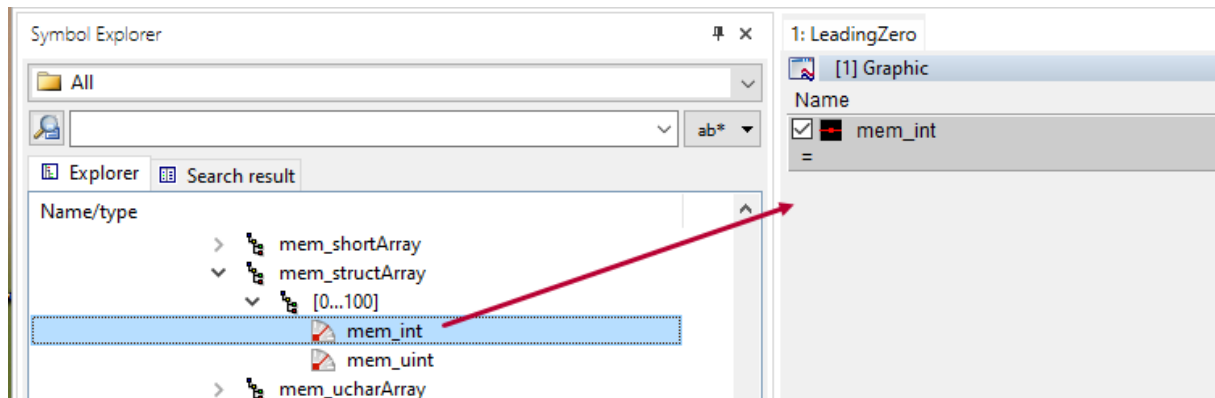 Symbol Explorer
All
ab*
Explorer
Search result
Name/type
mem_shortArray
mem_structArray
[0...100]
mem_int
mem_uint
mem_ucharArray
1: LeadingZero
[1] Graphic
Name
mem_int
=